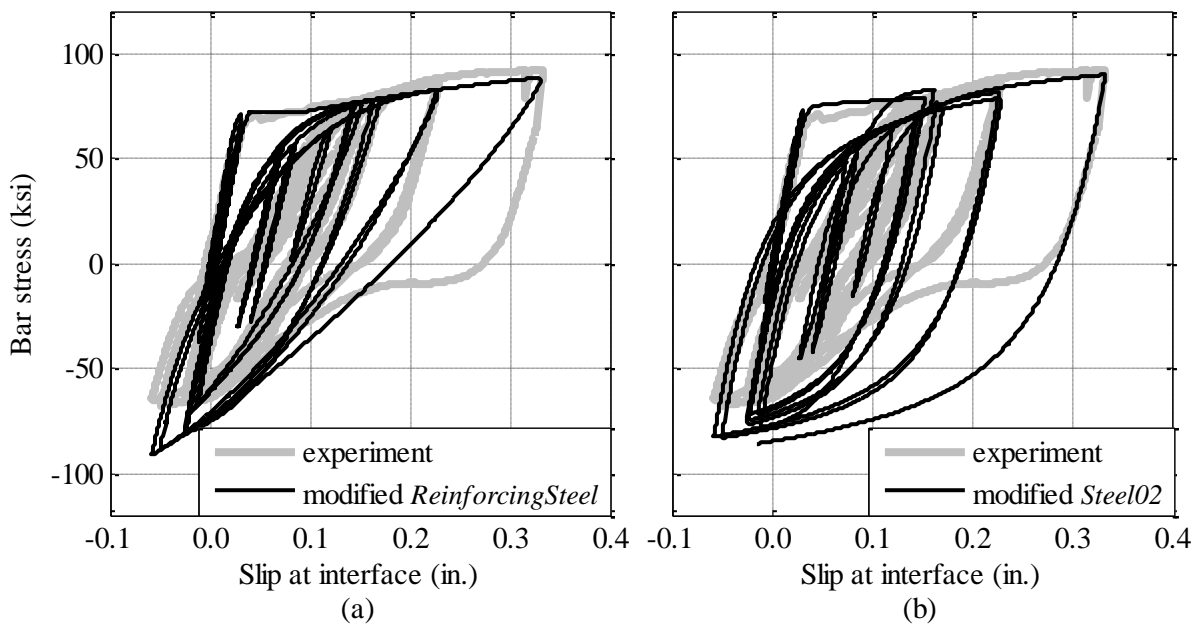 100
50
0
-50
-100
Bar stress (ksi)
experiment
modified ReinforcingSteel
-0.1 0.0 0.1 0.2 0.3 0.4
Slip at interface (in.)
(a)
experiment
modified Steel02
-0.1 0.0 0.1 0.2 0.3 0.4
Slip at interface (in.)
(b)